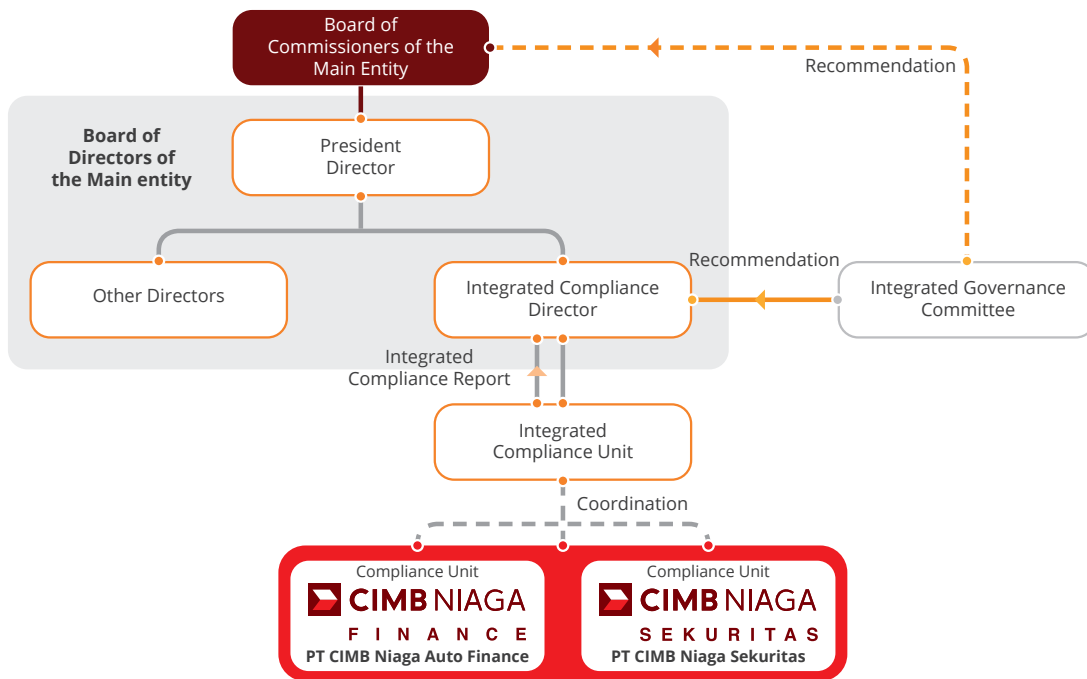 Board of
Commissioners of the
Main Entity
Recommendation
Board of
Directors of
the Main entity
President
Director
Other Directors
Integrated Compliance
Director
Recommendation
Integrated Governance
Committee
Integrated
Compliance Report
Integrated
Compliance Unit
Coordination
Compliance Unit
CIMB NIAGA
FINANCE
PT CIMB Niaga Auto Finance
Compliance Unit
CIMB NIAGA
SEKURITAS
PT CIMB Niaga Sekuritas